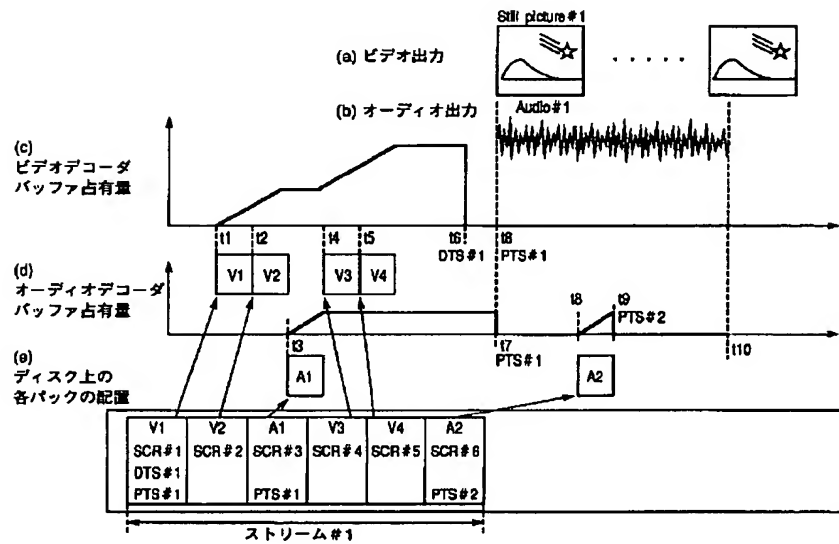 Still picture#1
(a) ビデオ出力
(b) オーディオ出力
Audio#1
(c)
ビデオデコーダ
バッファ占有量
t1 t2 t4 t5 t6 t8
DTS#1 PTS#1
V1 V2 V3 V4
(d)
オーディオデコーダ
バッファ占有量
t8 t9
PTS#2
t3 t7 t10
PTS#1
(e)
ディスク上の
各パックの配置
A1 A2
V1 V2 A1 V3 V4 A2
SCR#1 SCR#2 SCR#3 SCR#4 SCR#5 SCR#6
DTS#1
PTS#1 PTS#1 PTS#2
ストリーム#1